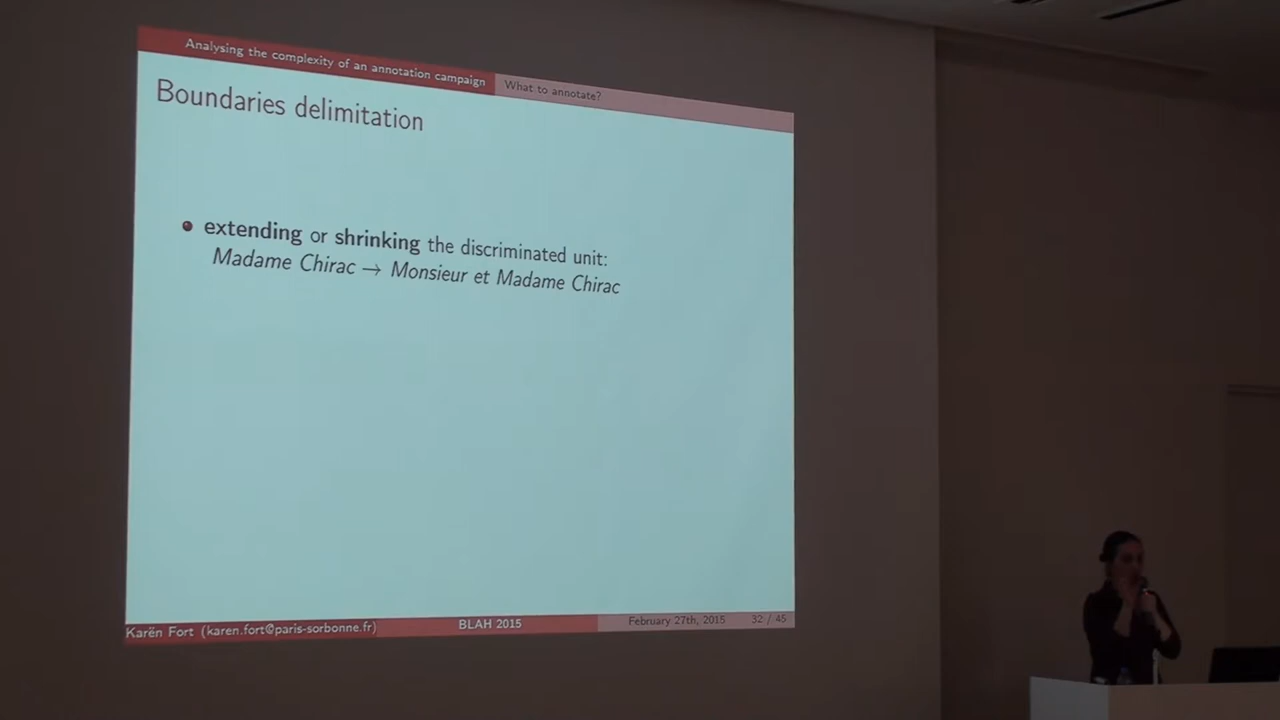 Analysing the complexity of an annotation campaign
What to annotate?
Boundaries delimitation
extending or shrinking the discriminated unit:
Madame Chirac → Monsieur et Madame Chirac
Karën Fort (karen.fort@paris-sorbonne.fr)
BLAH 2015
February 27th, 2015
32 / 45